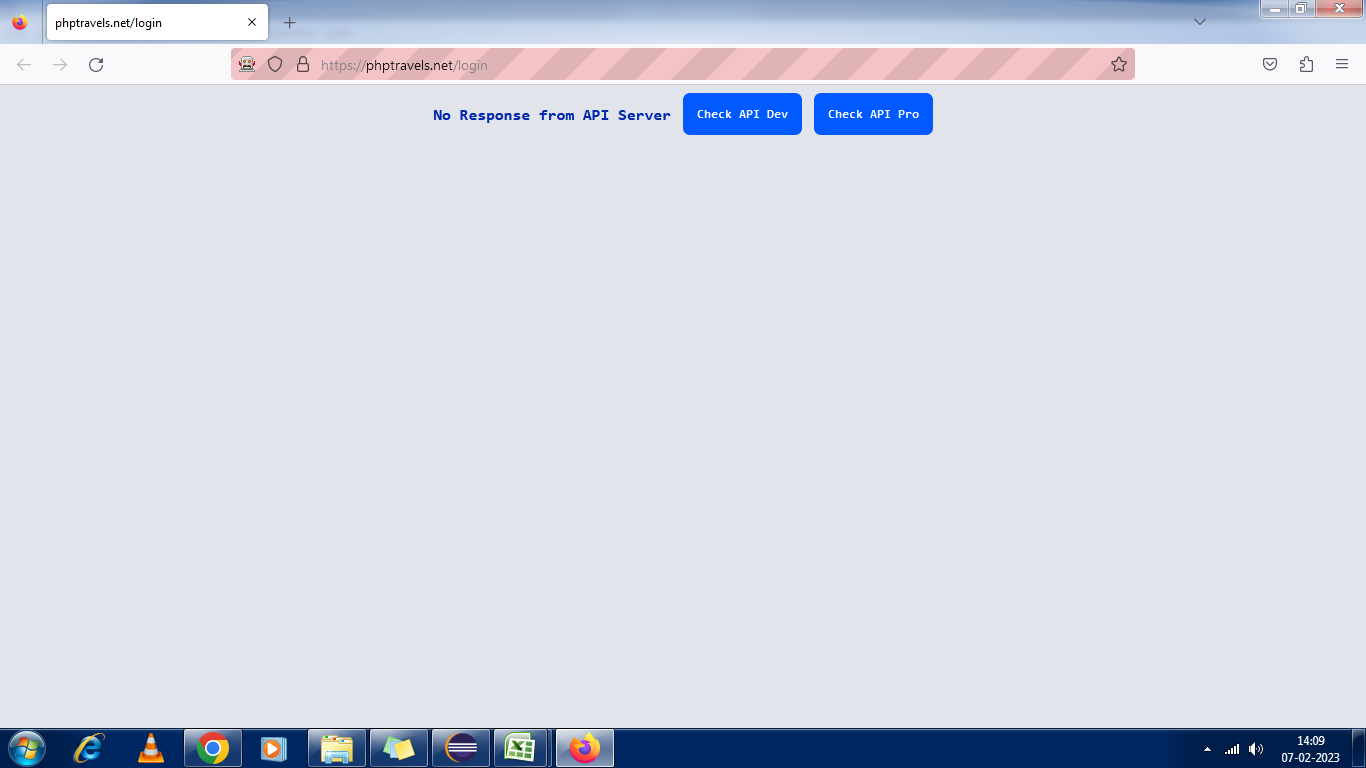 phptravels.net/login
https://phptravels.net/login
No Response from API Server
Check API Dev
Check API Pro
14:09
07-02-2023